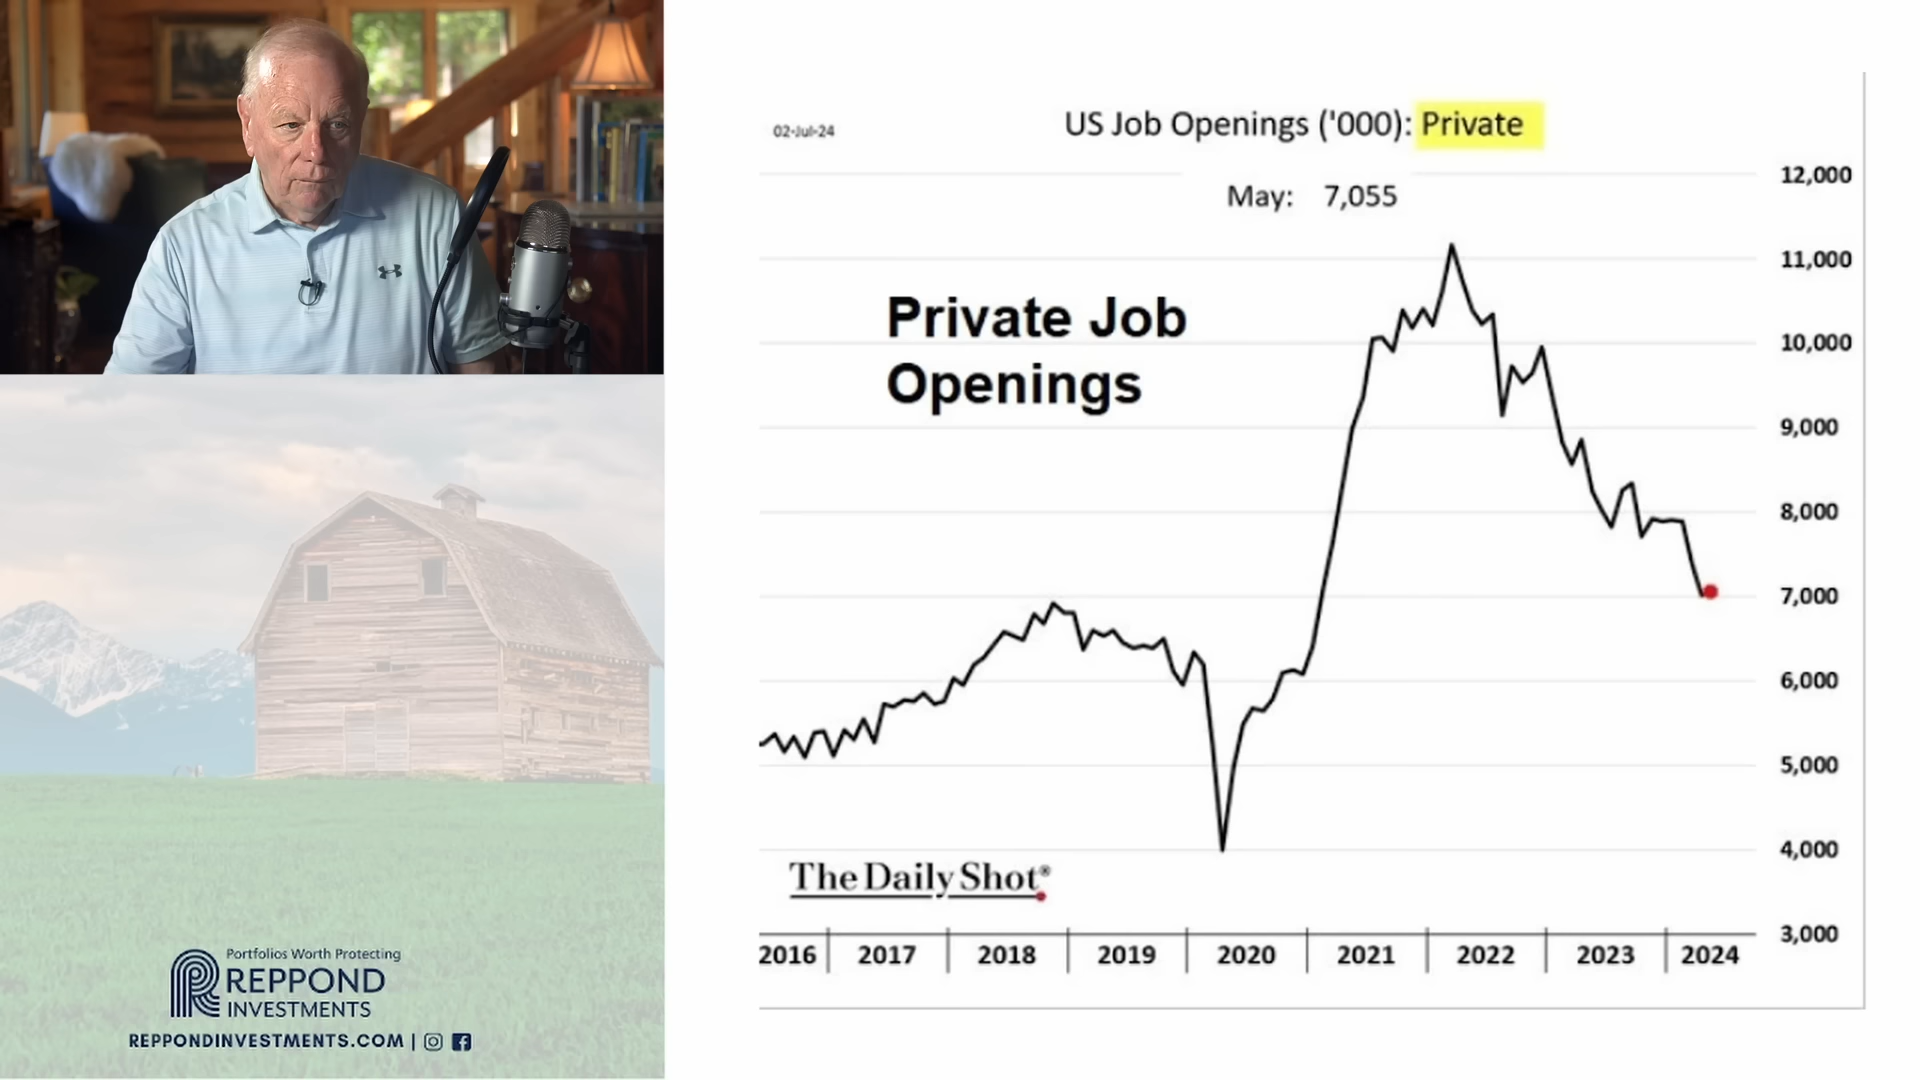 02-Jul-24
US Job Openings ('000): Private
May: 7,055
Private Job
Openings
12,000
11,000
10,000
9,000
8,000
7,000
6,000
5,000
4,000
3,000
The Daily Shot®
2016 2017 2018 2019 2020 2021 2022 2023 2024
Portfolios Worth Protecting
REPPOND
INVESTMENTS
REPPONDINVESTMENTS.COM |